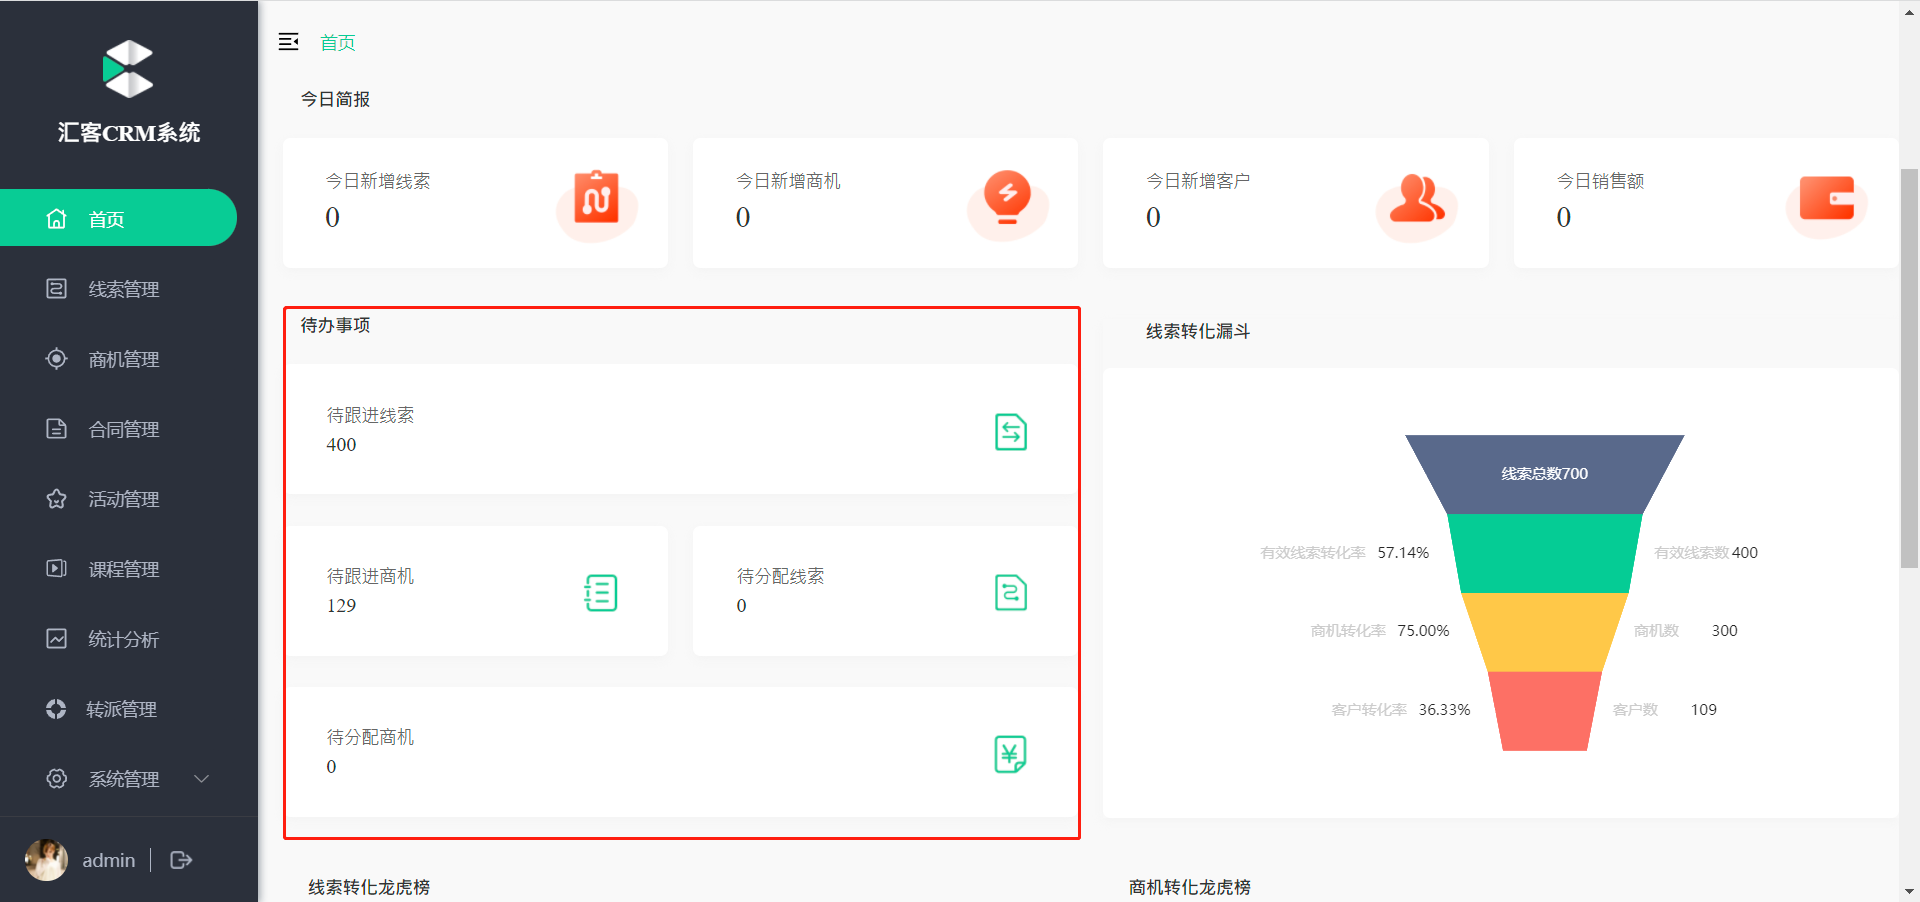 汇客CRM系统
首页
线索管理
商机管理
合同管理
活动管理
课程管理
统计分析
转派管理
系统管理
admin
首页
今日简报
今日新增线索
0
今日新增商机
0
今日新增客户
0
今日销售额
0
待办事项
待跟进线索
400
待跟进商机
129
待分配线索
0
待分配商机
0
线索转化漏斗
线索总数700
有效线索转化率 57.14% 有效线索数 400
商机转化率 75.00% 商机数 300
客户转化率 36.33% 客户数 109
线索转化龙虎榜
商机转化龙虎榜